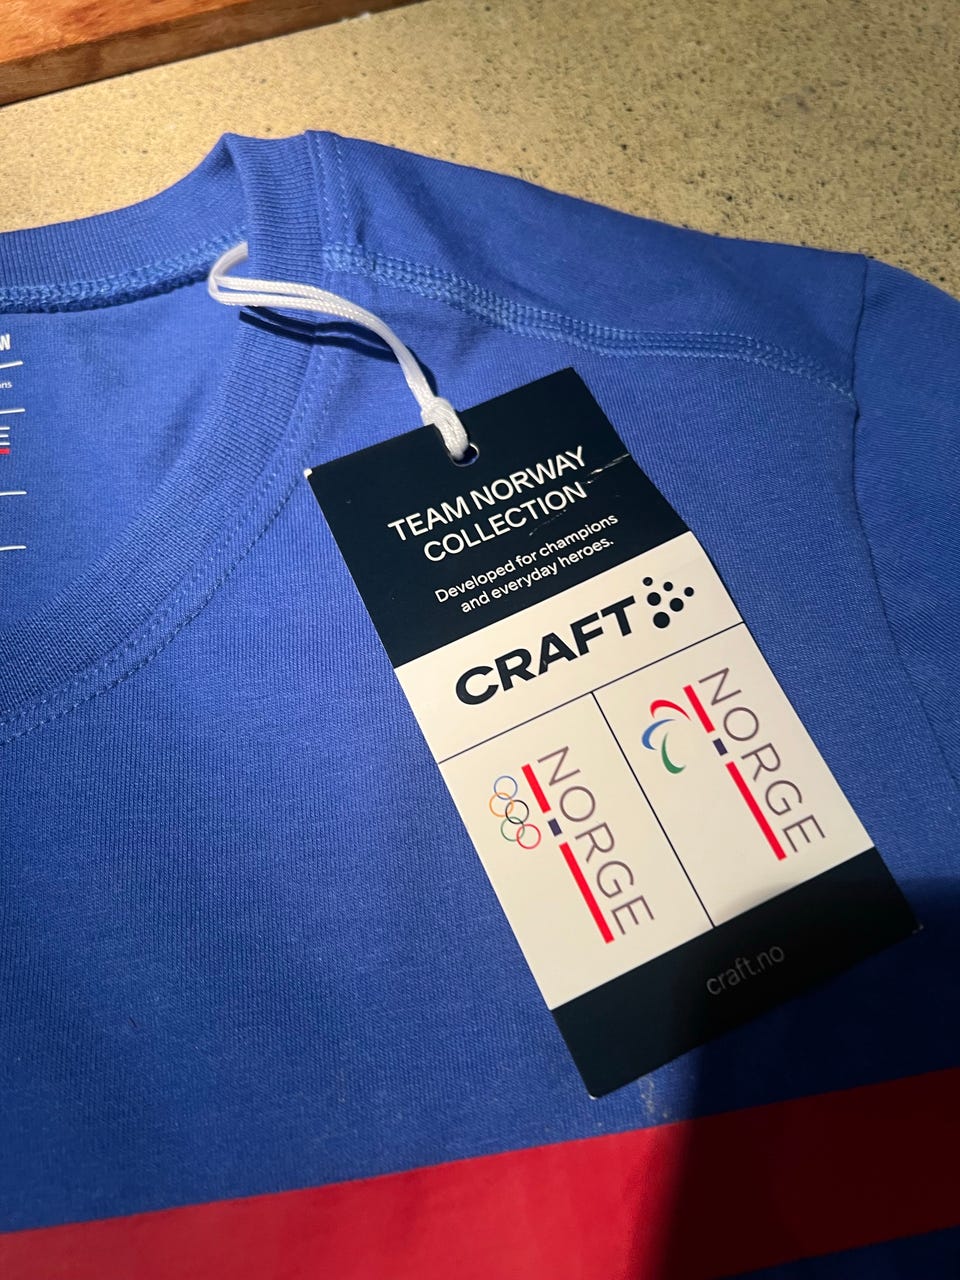 TEAM NORWAY
COLLECTION
Developed for champions
and everyday heroes.
CRAFT
NORGE
NORGE
craft.no